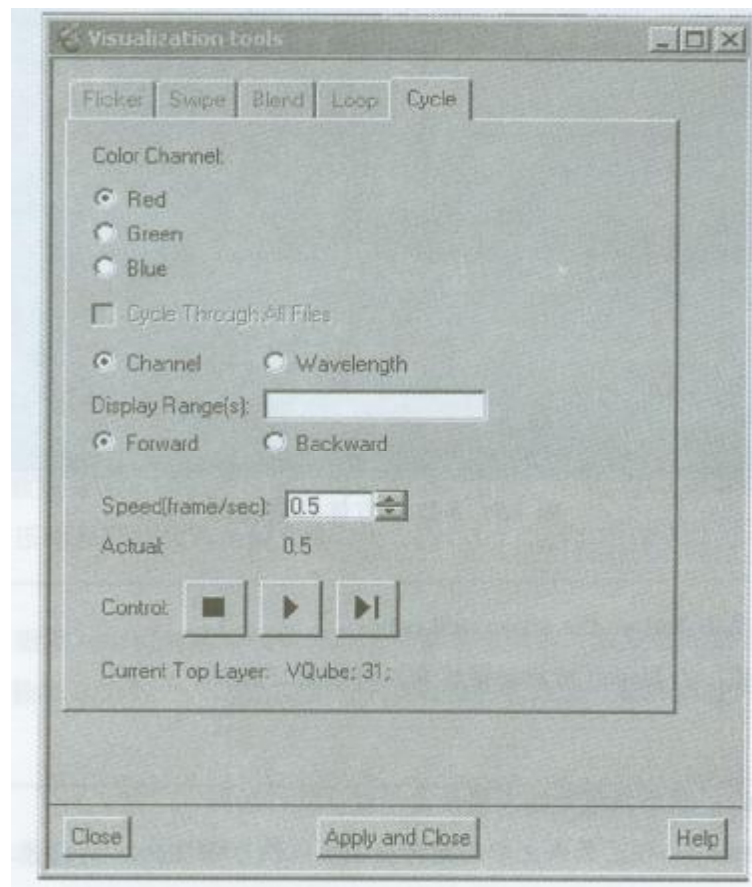 Visualization tools
Flicker Swipe Blend Loop Cycle
Color Channel:
Red
Green
Blue
Cycle Through All Files
Channel Wavelength
Display Range(s):
Forward Backward
Speed(frame/sec): 0.5
Actual: 0.5
Control:
Current Top Layer: VQube; 31;
Close Apply and Close Help